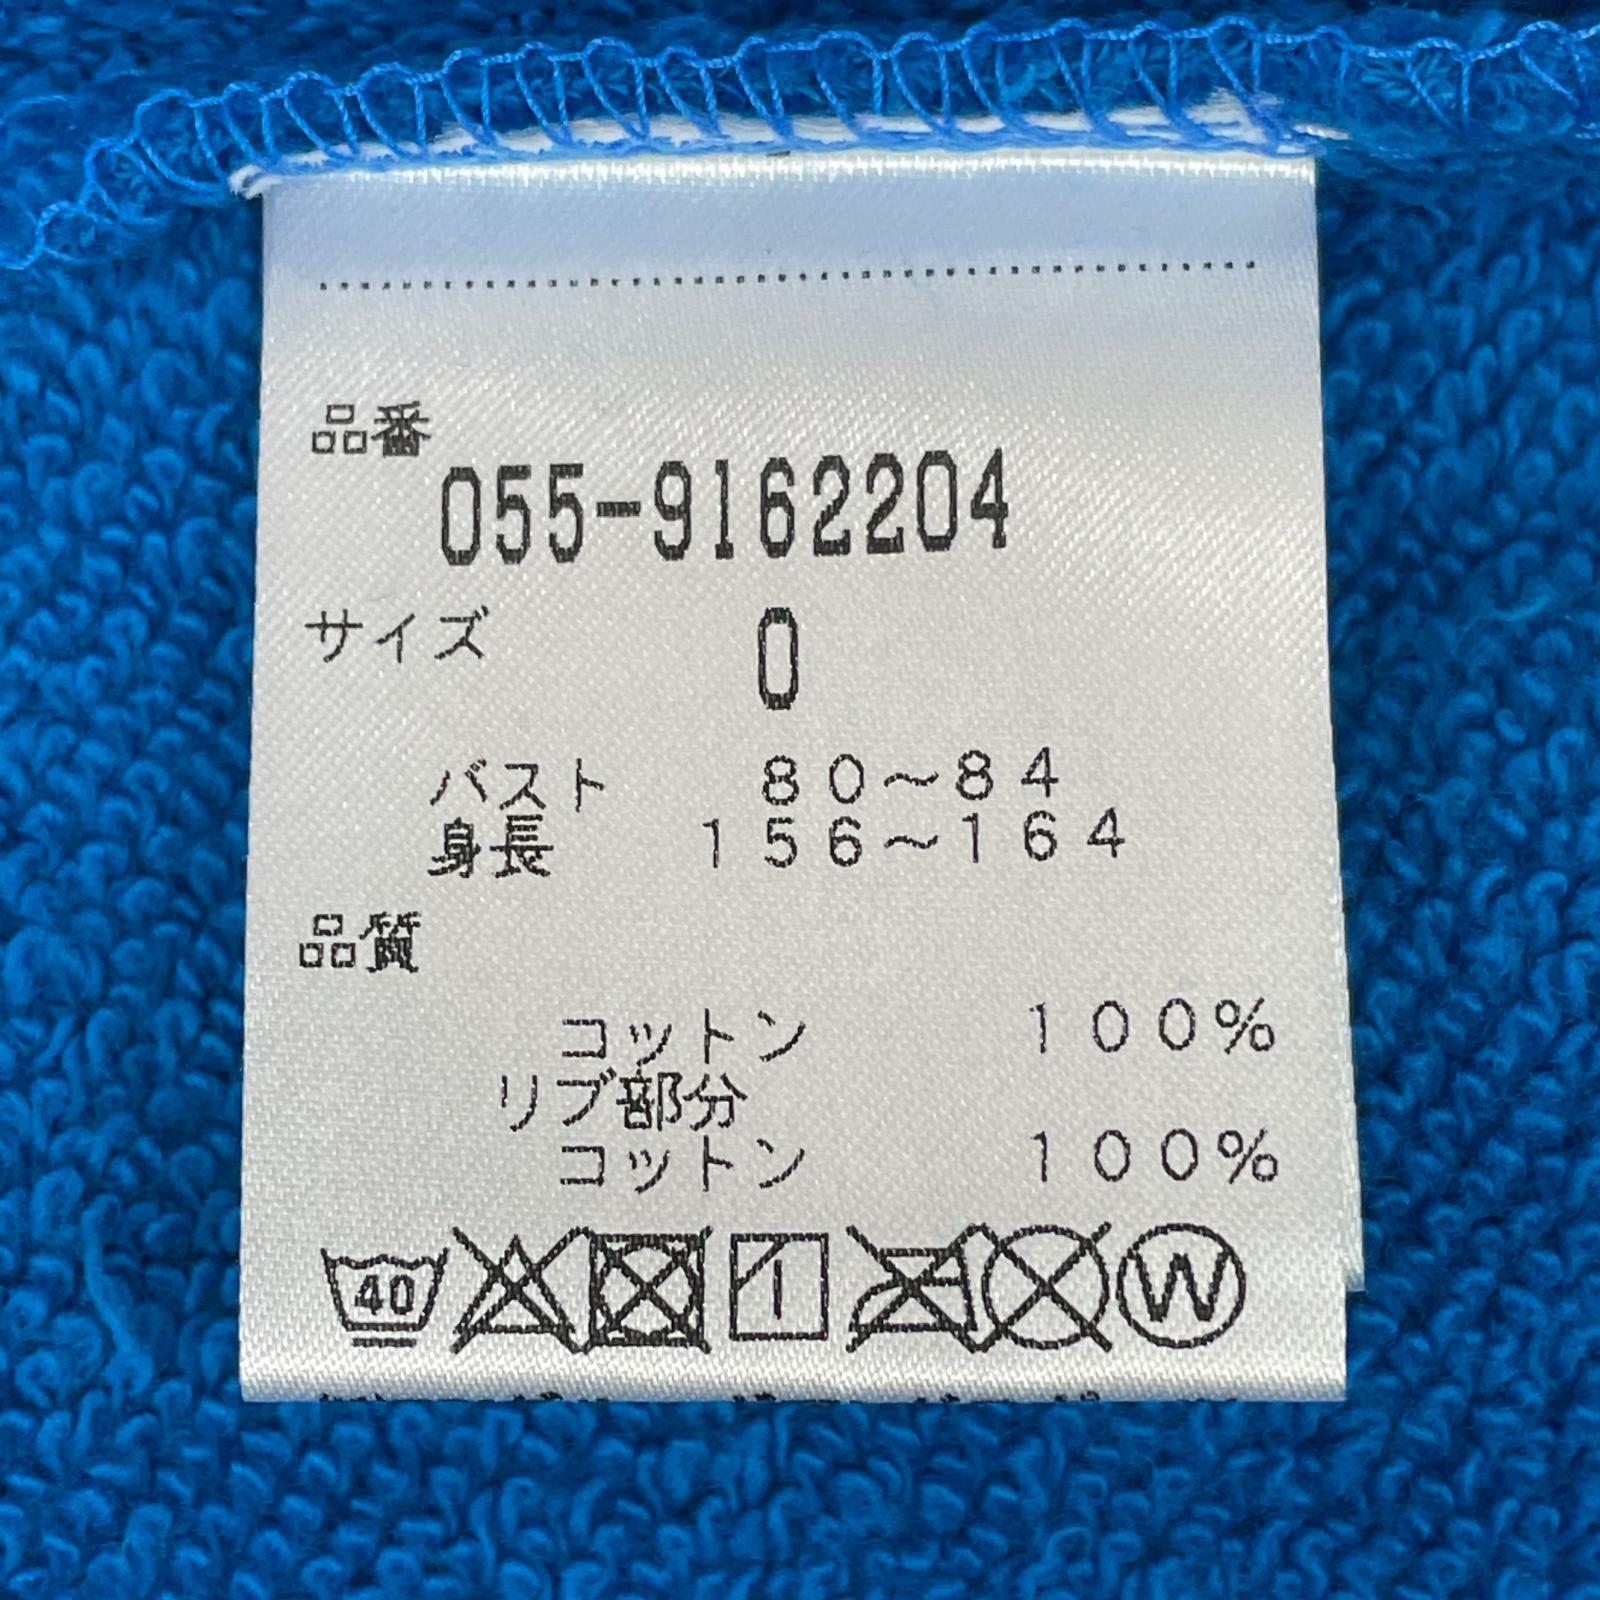 品番
055-9162204
サイズ 0
バスト 80～84
身長 156～164
品質
コットン 100%
リブ部分
コットン 100%
40 W